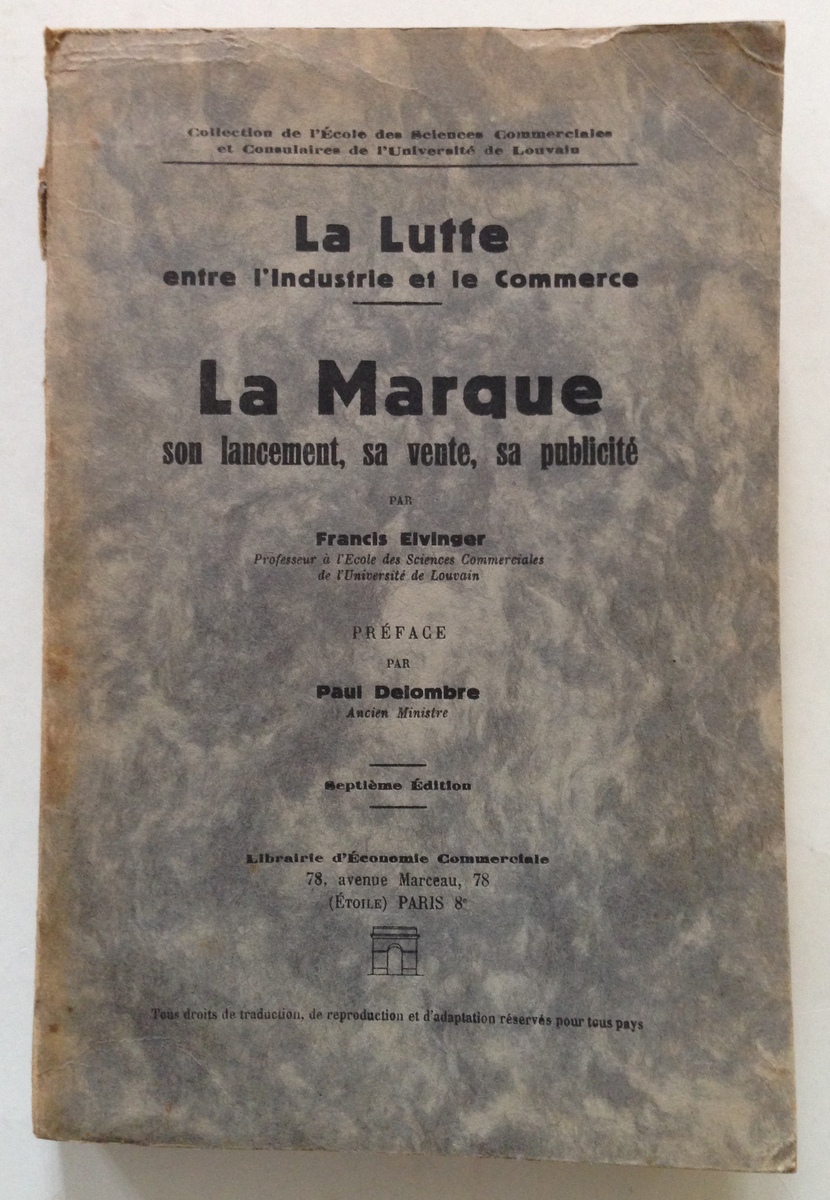 Collection de l'École des Sciences Commerciales
et Consulaires de l'Université de Louvain
La Lutte
entre l'Industrie et le Commerce
La Marque
son lancement, sa vente, sa publicité
PAR
Francis Elvinger
Professeur à l'Ecole des Sciences Commerciales
de l'Université de Louvain
PRÉFACE
PAR
Paul Delombre
Ancien Ministre
Septième Édition
Librairie d'Économie Commerciale
78, avenue Marceau, 78
(ÉTOILE) PARIS 8e
Tous droits de traduction, de reproduction et d'adaptation réservés pour tous pays